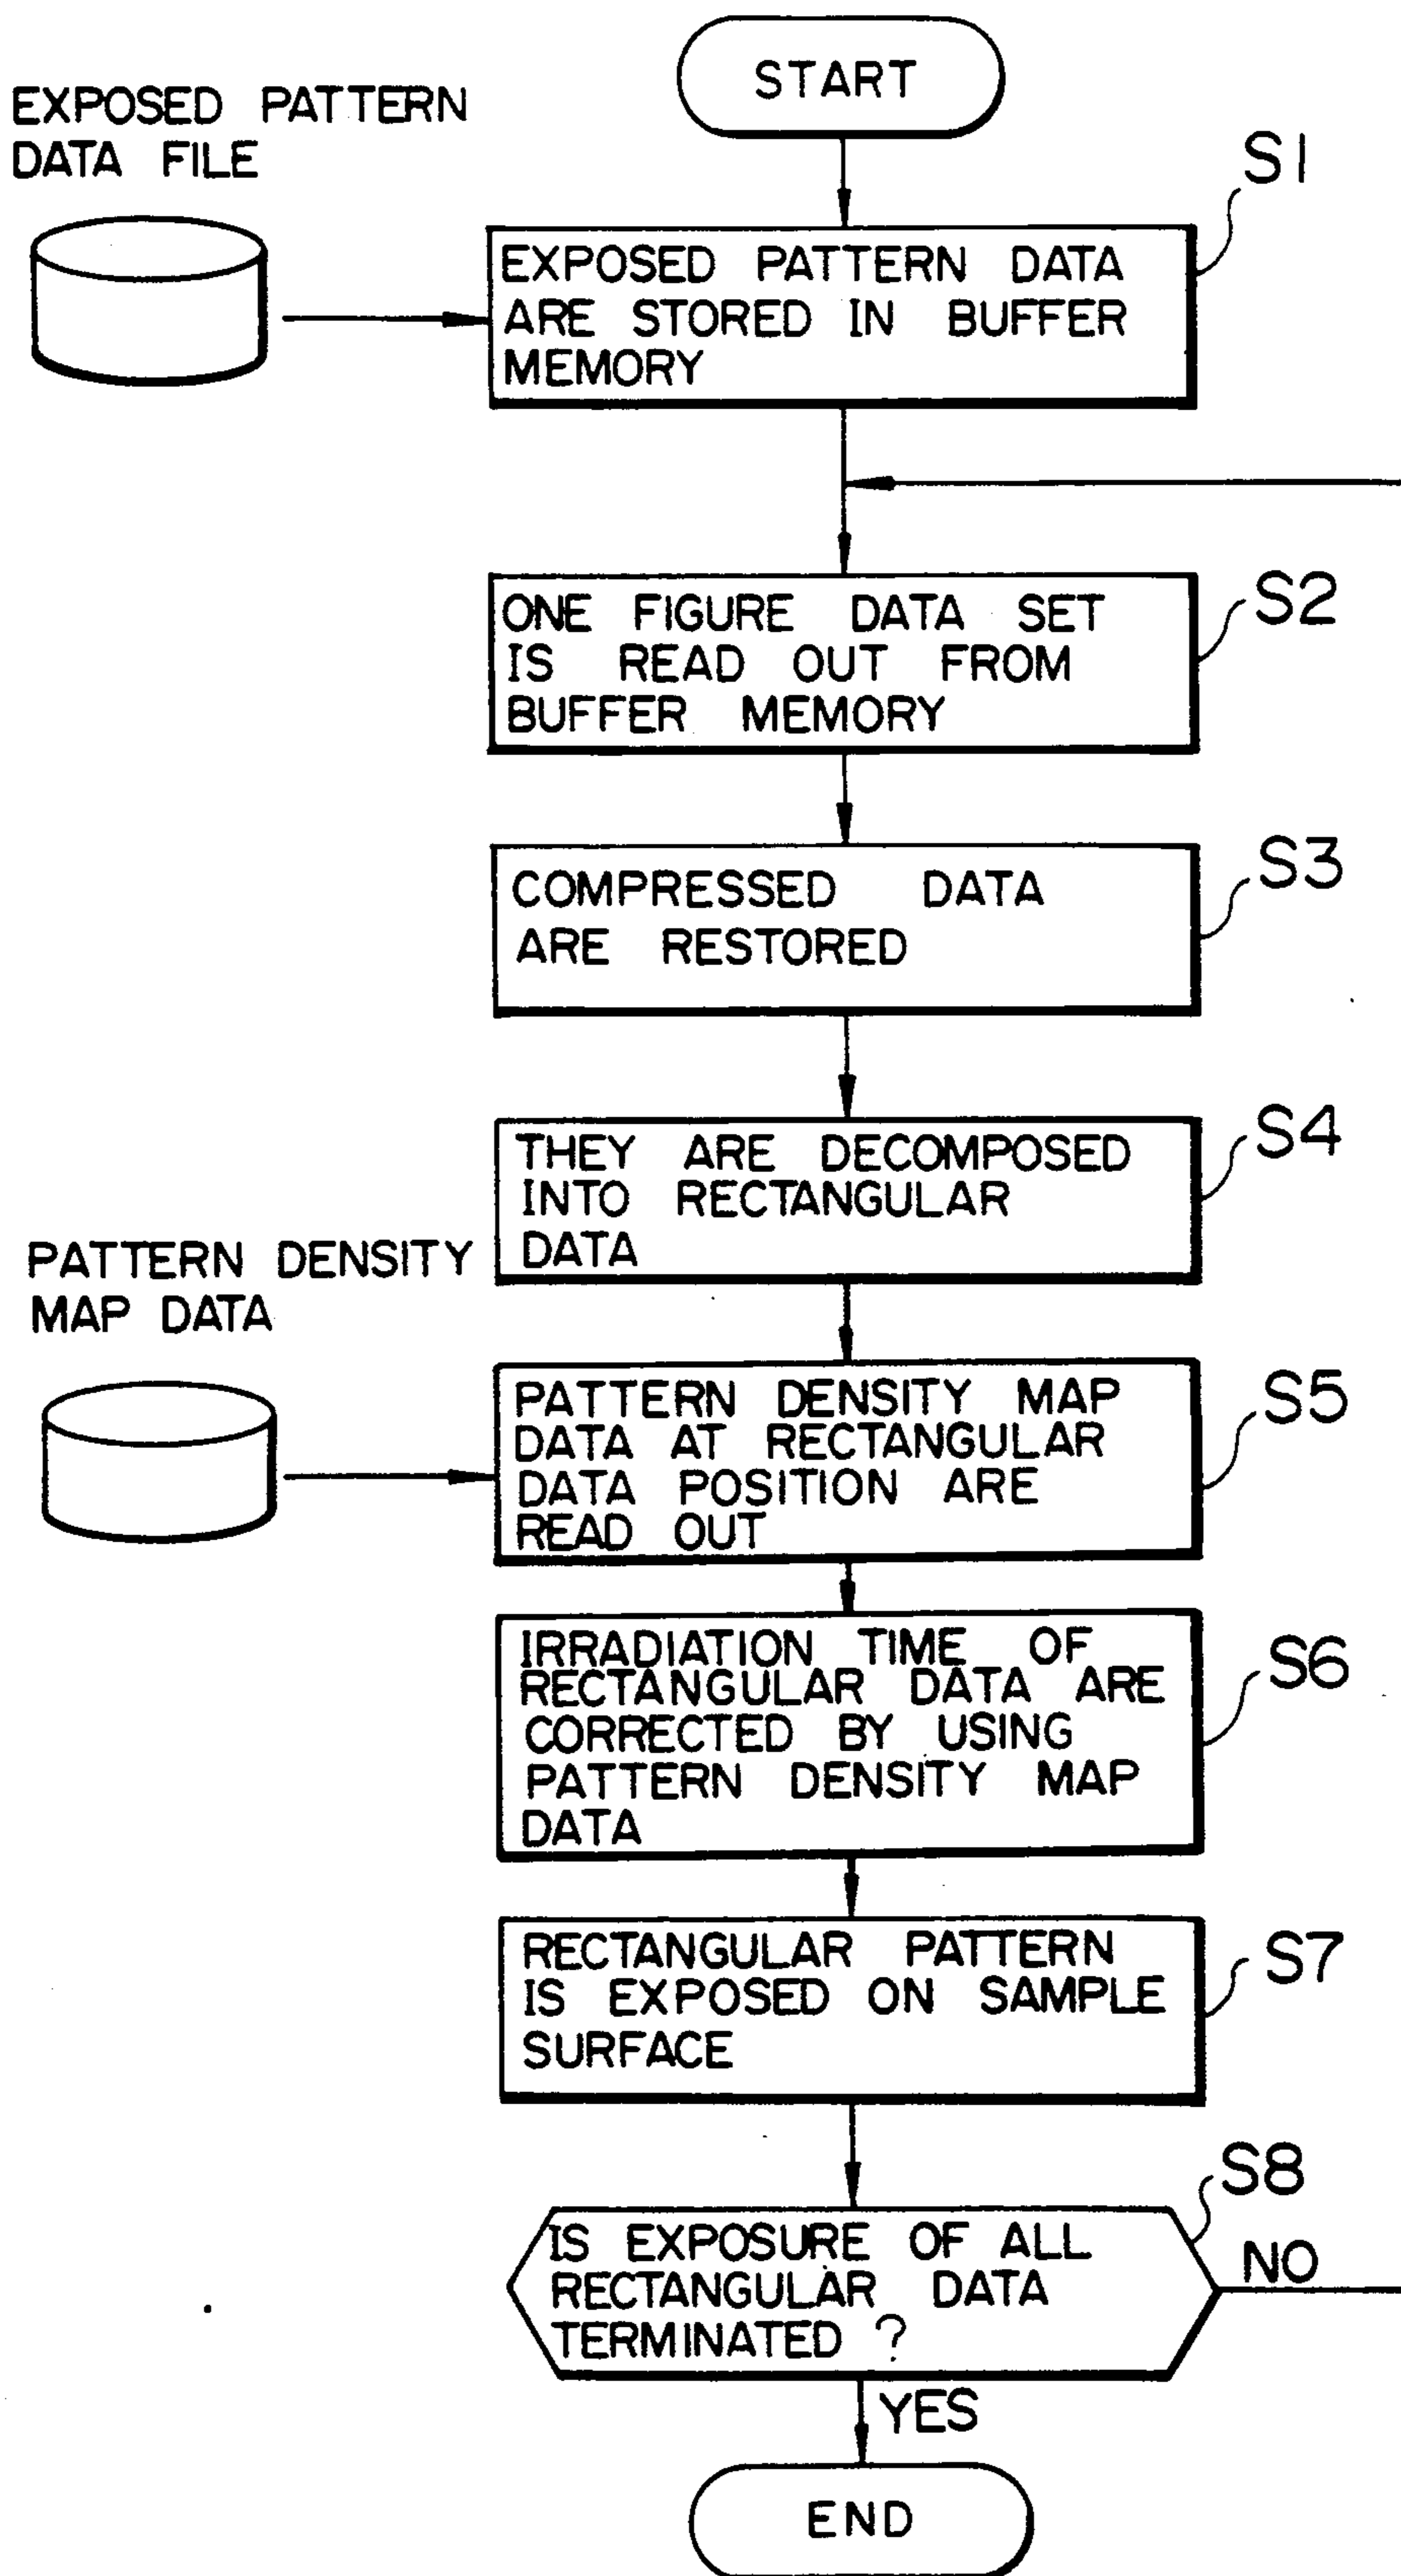 START
EXPOSED PATTERN
DATA FILE
S1
EXPOSED PATTERN DATA
ARE STORED IN BUFFER
MEMORY
S2
ONE FIGURE DATA SET
IS READ OUT FROM
BUFFER MEMORY
S3
COMPRESSED DATA
ARE RESTORED
S4
THEY ARE DECOMPOSED
INTO RECTANGULAR
DATA
PATTERN DENSITY
MAP DATA
S5
PATTERN DENSITY MAP
DATA AT RECTANGULAR
DATA POSITION ARE
READ OUT
S6
IRRADIATION TIME OF
RECTANGULAR DATA ARE
CORRECTED BY USING
PATTERN DENSITY MAP
DATA
S7
RECTANGULAR PATTERN
IS EXPOSED ON SAMPLE
SURFACE
S8
IS EXPOSURE OF ALL
RECTANGULAR DATA
TERMINATED ?
NO
YES
END